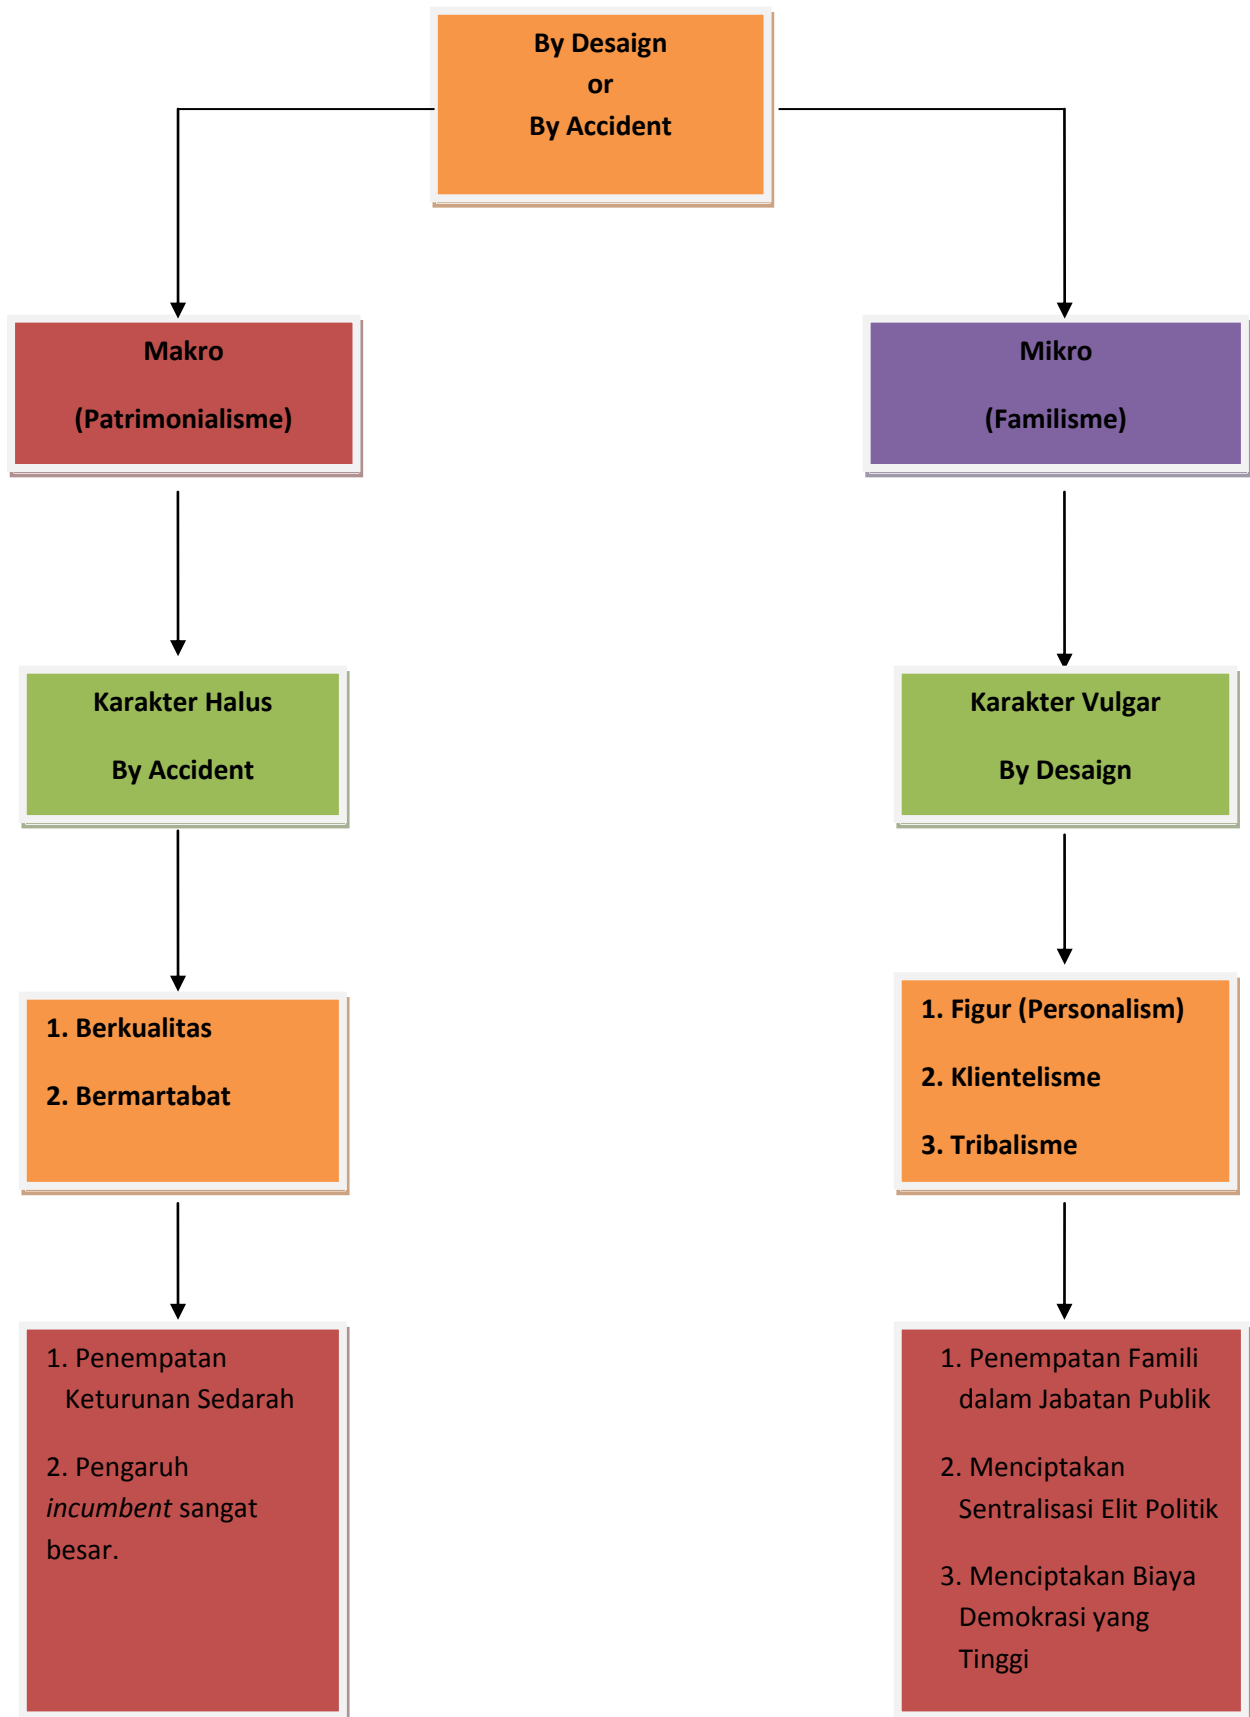 By Desaign
or
By Accident
Makro
(Patrimonialisme)
Mikro
(Familisme)
Karakter Halus
By Accident
Karakter Vulgar
By Desaign
1. Berkualitas
2. Bermartabat
1. Figur (Personalism)
2. Klientelisme
3. Tribalisme
1. Penempatan
Keturunan Sedarah
2. Pengaruh
incumbent sangat
besar.
1. Penempatan Famili
dalam Jabatan Publik
2. Menciptakan
Sentralisasi Elit Politik
3. Menciptakan Biaya
Demokrasi yang
Tinggi